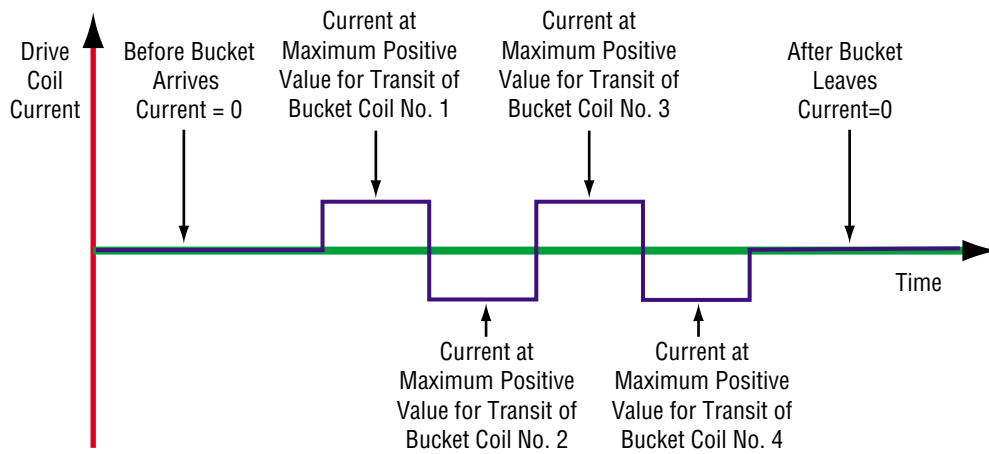 Drive
Coil
Current
Before Bucket
Arrives
Current = 0
Current at
Maximum Positive
Value for Transit of
Bucket Coil No. 1
Current at
Maximum Positive
Value for Transit of
Bucket Coil No. 3
After Bucket
Leaves
Current=0
Time
Current at
Maximum Positive
Value for Transit of
Bucket Coil No. 2
Current at
Maximum Positive
Value for Transit of
Bucket Coil No. 4